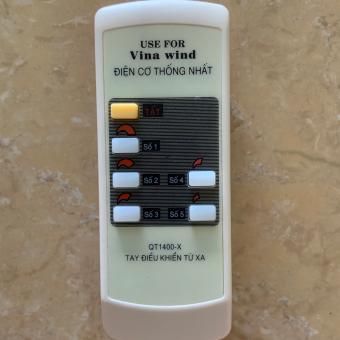 USE FOR
Vina wind
ĐIỆN CƠ THỐNG NHẤT
TẮT
Số 1
Số 2 Số 4
Số 3 Số 5
QT1400-X
TAY ĐIỀU KHIỂN TỪ XA